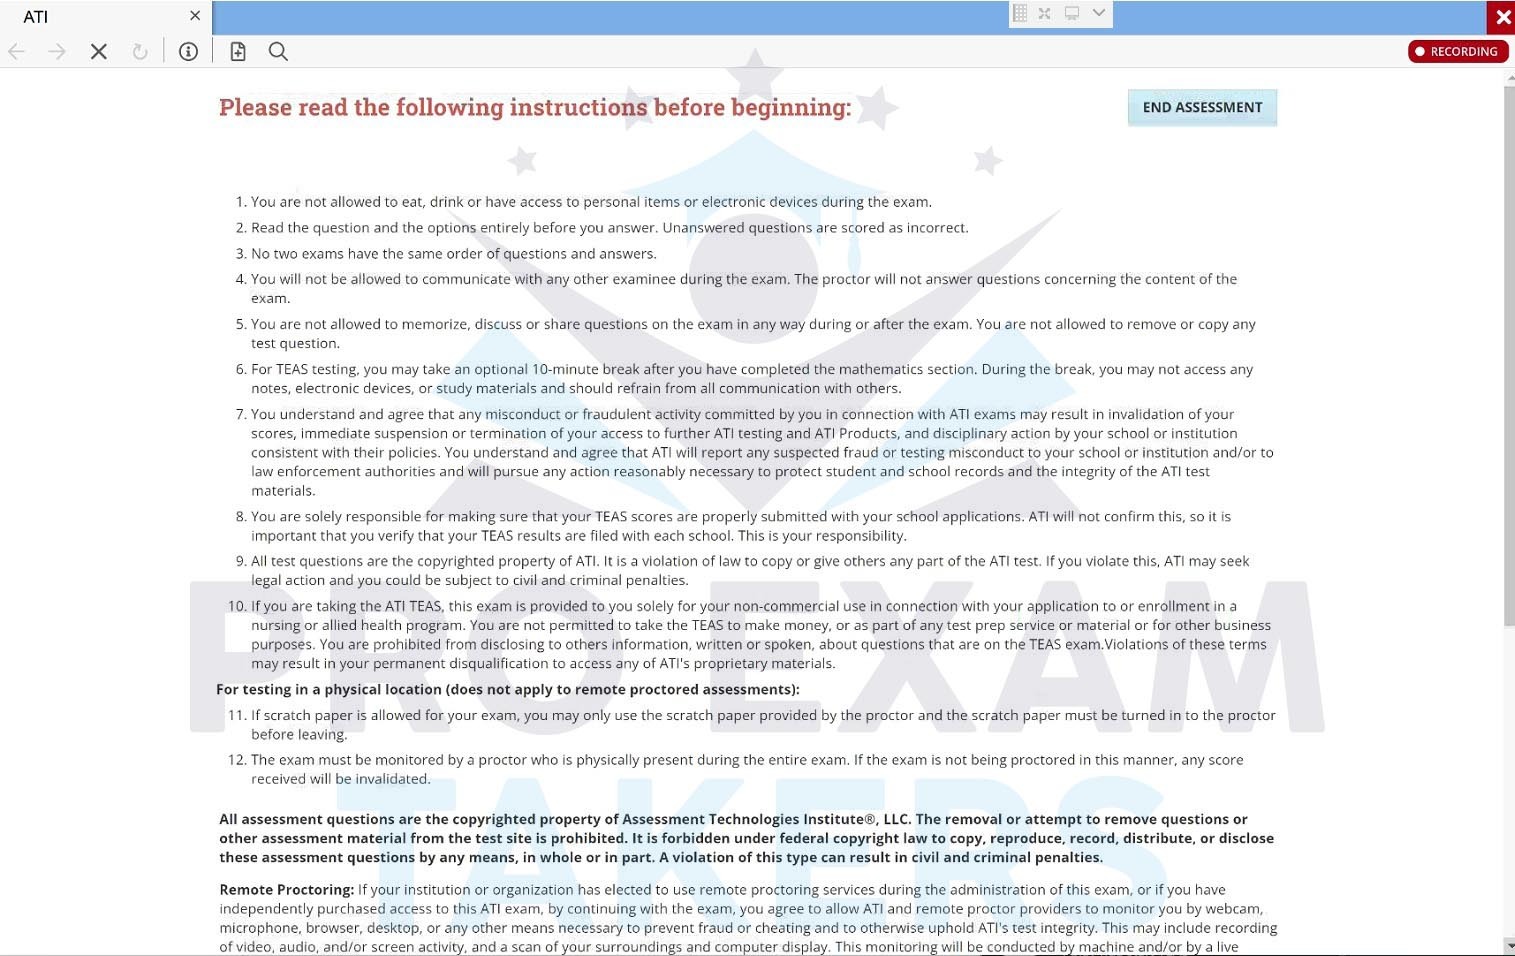 ATI
RECORDING
Please read the following instructions before beginning:
END ASSESSMENT
1. You are not allowed to eat, drink or have access to personal items or electronic devices during the exam.
2. Read the question and the options entirely before you answer. Unanswered questions are scored as incorrect.
3. No two exams have the same order of questions and answers.
4. You will not be allowed to communicate with any other examinee during the exam. The proctor will not answer questions concerning the content of the
exam.
5. You are not allowed to memorize, discuss or share questions on the exam in any way during or after the exam. You are not allowed to remove or copy any
test question.
6. For TEAS testing, you may take an optional 10-minute break after you have completed the mathematics section. During the break, you may not access any
notes, electronic devices, or study materials and should refrain from all communication with others.
7. You understand and agree that any misconduct or fraudulent activity committed by you in connection with ATI exams may result in invalidation of your
scores, immediate suspension or termination of your access to further ATI testing and ATI Products, and disciplinary action by your school or institution
consistent with their policies. You understand and agree that ATI will report any suspected fraud or testing misconduct to your school or institution and/or to
law enforcement authorities and will pursue any action reasonably necessary to protect student and school records and the integrity of the ATI test
materials.
8. You are solely responsible for making sure that your TEAS scores are properly submitted with your school applications. ATI will not confirm this, so it is
important that you verify that your TEAS results are filed with each school. This is your responsibility.
9. All test questions are the copyrighted property of ATI. It is a violation of law to copy or give others any part of the ATI test. If you violate this, ATI may seek
legal action and you could be subject to civil and criminal penalties.
10. If you are taking the ATI TEAS, this exam is provided to you solely for your non-commercial use in connection with your application to or enrollment in a
nursing or allied health program. You are not permitted to take the TEAS to make money, or as part of any test prep service or material or for other business
purposes. You are prohibited from disclosing to others information, written or spoken, about questions that are on the TEAS exam.Violations of these terms
may result in your permanent disqualification to access any of ATI's proprietary materials.
For testing in a physical location (does not apply to remote proctored assessments):
11. If scratch paper is allowed for your exam, you may only use the scratch paper provided by the proctor and the scratch paper must be turned in to the proctor
before leaving.
12. The exam must be monitored by a proctor who is physically present during the entire exam. If the exam is not being proctored in this manner, any score
received will be invalidated.
All assessment questions are the copyrighted property of Assessment Technologies Institute®, LLC. The removal or attempt to remove questions or
other assessment material from the test site is prohibited. It is forbidden under federal copyright law to copy, reproduce, record, distribute, or disclose
these assessment questions by any means, in whole or in part. A violation of this type can result in civil and criminal penalties.
Remote Proctoring: If your institution or organization has elected to use remote proctoring services during the administration of this exam, or if you have
independently purchased access to this ATI exam, by continuing with the exam, you agree to allow ATI and remote proctor providers to monitor you by webcam,
microphone, browser, desktop, or any other means necessary to prevent fraud or cheating and to otherwise uphold ATI's test integrity. This may include recording
of video, audio, and/or screen activity, and a scan of your surroundings and computer display. This monitoring will be conducted by machine and/or by a live
PRO EXAM
TAKERS